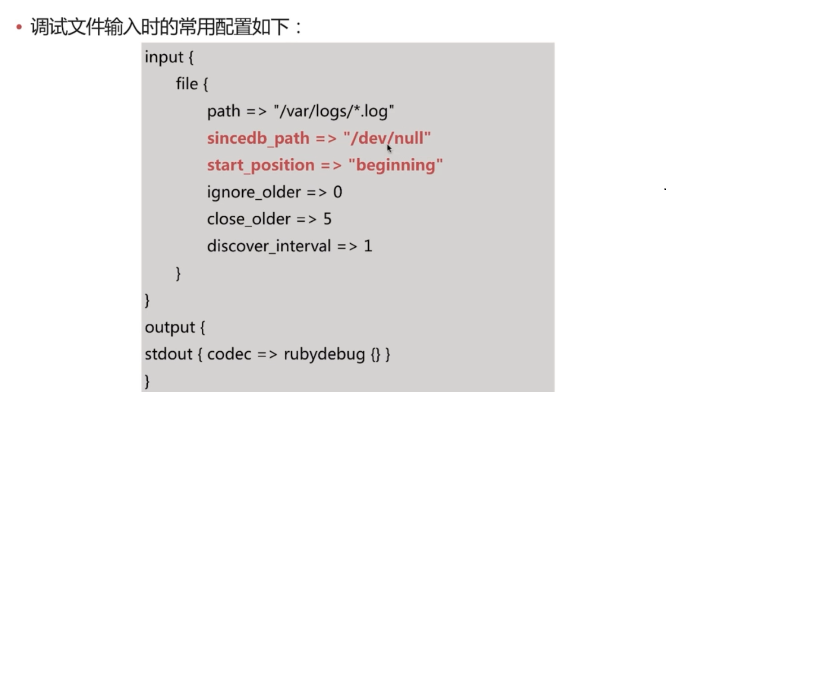 • 调试文件输入时的常用配置如下：
input {
file {
path => "/var/logs/*.log"
sincedb_path => "/dev/null"
start_position => "beginning"
ignore_older => 0
close_older => 5
discover_interval => 1
}
}
output {
stdout { codec => rubydebug {} }
}